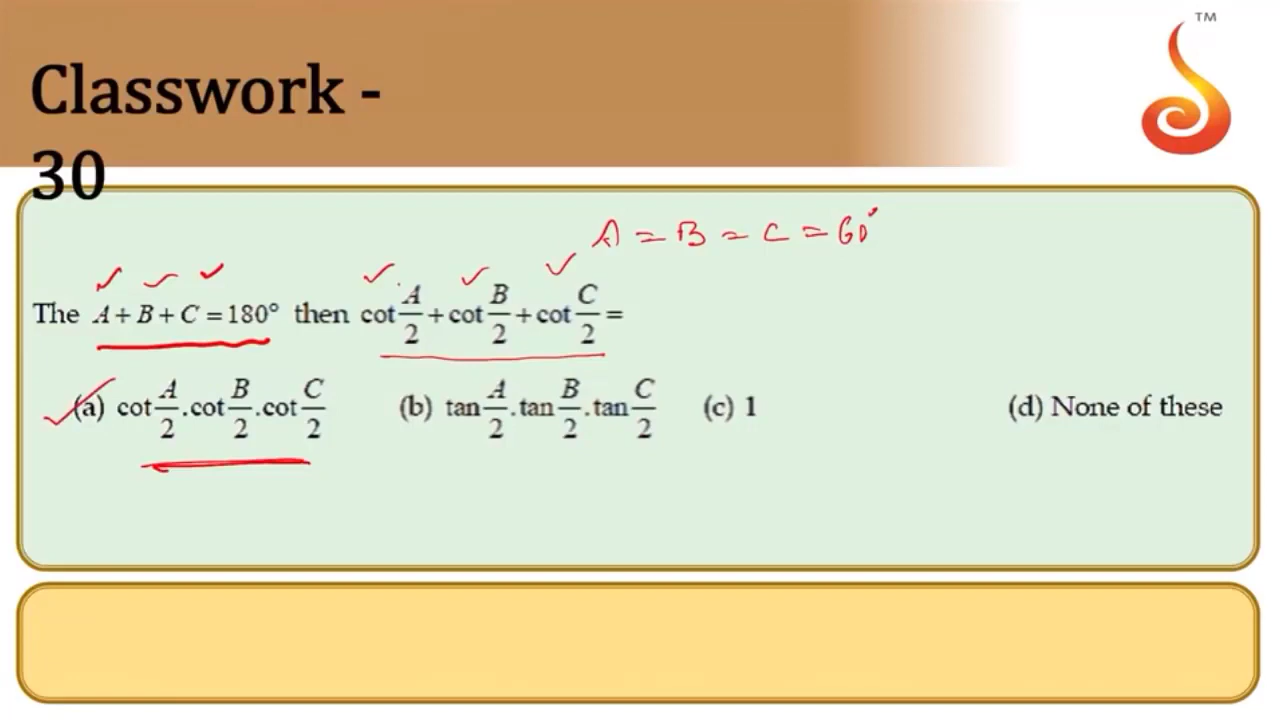 TM
Classwork -
30
A = B = C = 60°
The A + B + C = 180° then cot A/2 + cot B/2 + cot C/2 =
(a) cot A/2 . cot B/2 . cot C/2 (b) tan A/2 . tan B/2 . tan C/2 (c) 1 (d) None of these